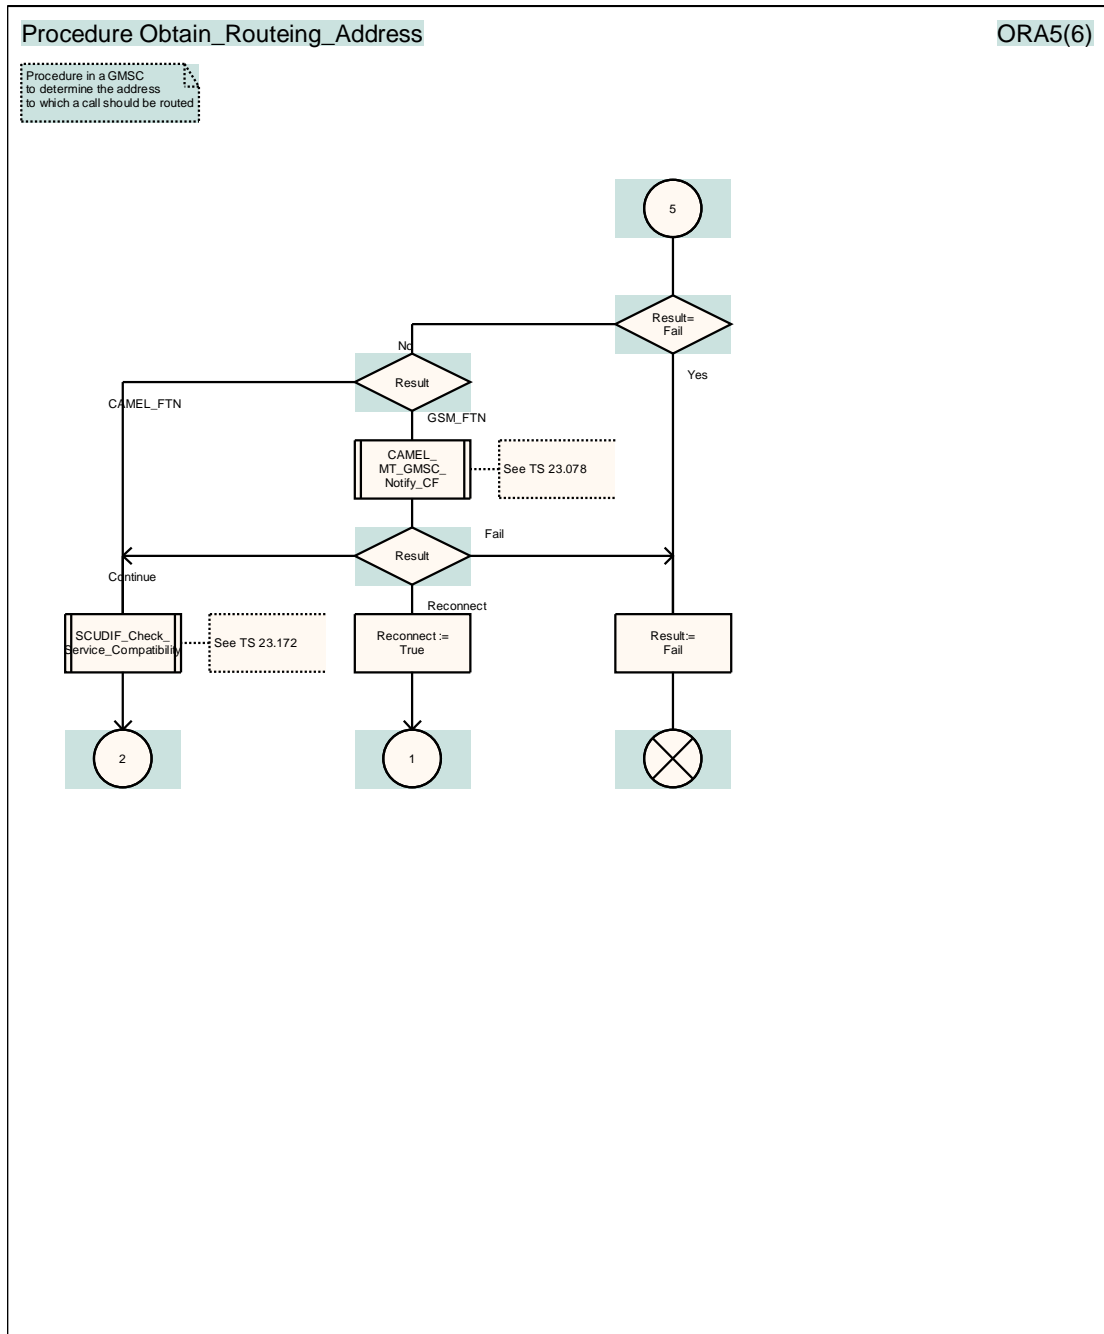 Procedure Obtain_Routeing_Address
ORA5(6)
Procedure in a GMSC
to determine the address
to which a call should be routed
5
Result=
Fail
No
Yes
Result
CAMEL_FTN
GSM_FTN
CAMEL_
MT_GMSC_
Notify_CF
See TS 23.078
Fail
Result
Continue
Reconnect
SCUDIF_Check_
Service_Compatibility
See TS 23.172
Reconnect :=
True
Result:=
Fail
2
1